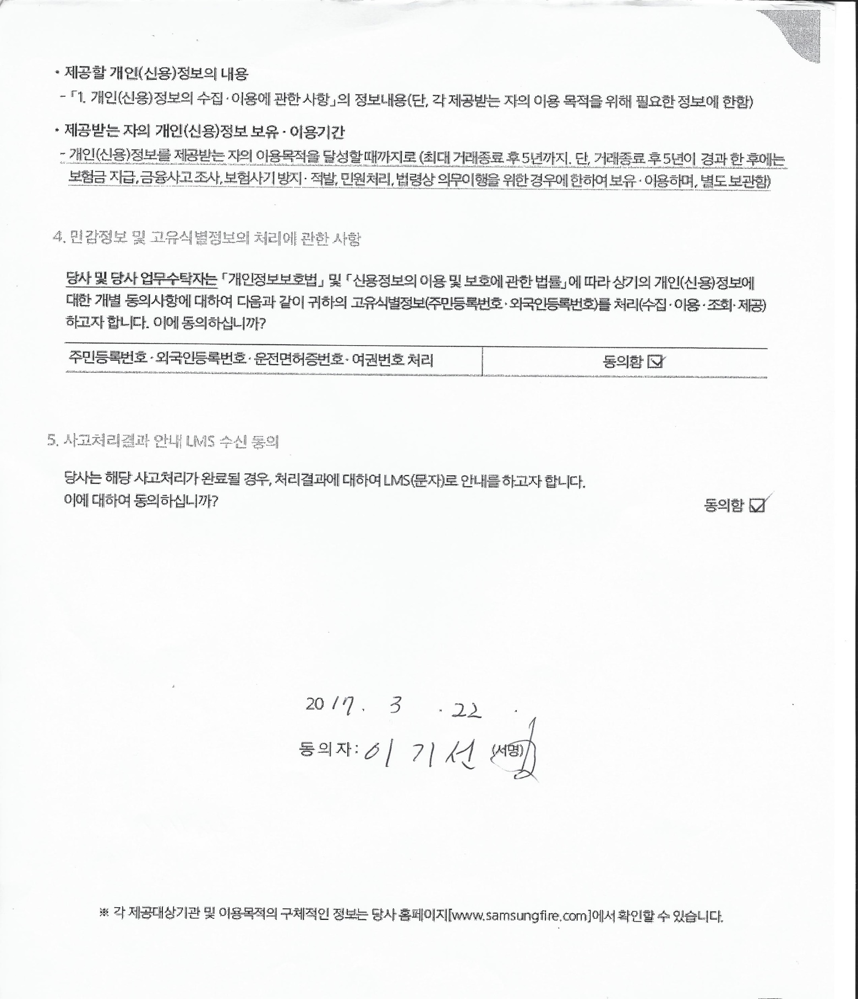 • 제공할 개인(신용)정보의 내용
- 「1. 개인(신용)정보의 수집·이용에 관한 사항」의 정보내용(단, 각 제공받는 자의 이용 목적을 위해 필요한 정보에 한함)
• 제공받는 자의 개인(신용)정보 보유·이용기간
- 개인(신용)정보를 제공받는 자의 이용목적을 달성할 때까지로 (최대 거래종료 후 5년까지. 단, 거래종료 후 5년이 경과 한 후에는
보험금 지급, 금융사고 조사, 보험사기 방지·적발, 민원처리, 법령상 의무이행을 위한 경우에 한하여 보유·이용하며, 별도 보관함)
4. 민감정보 및 고유식별정보의 처리에 관한 사항
당사 및 당사 업무수탁자는 「개인정보보호법」 및 「신용정보의 이용 및 보호에 관한 법률」에 따라 상기의 개인(신용)정보에
대한 개별 동의사항에 대하여 다음과 같이 귀하의 고유식별정보(주민등록번호·외국인등록번호)를 처리(수집·이용·조회·제공)
하고자 합니다. 이에 동의하십니까?
주민등록번호·외국인등록번호·운전면허증번호·여권번호 처리 동의함 ☑
5. 사고처리결과 안내 LMS 수신 동의
당사는 해당 사고처리가 완료될 경우, 처리결과에 대하여 LMS(문자)로 안내를 하고자 합니다.
이에 대하여 동의하십니까? 동의함 ☑
2017. 3 . 22 .
동의자: 이기선 (서명)
※ 각 제공대상기관 및 이용목적의 구체적인 정보는 당사 홈페이지[www.samsungfire.com]에서 확인할 수 있습니다.